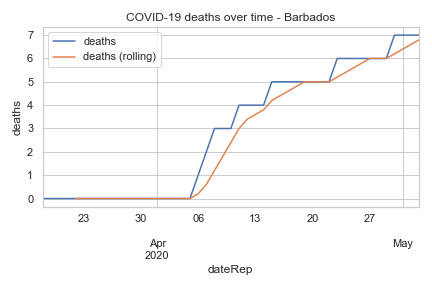 COVID-19 deaths over time - Barbados
deaths
deaths (rolling)
deaths
7
6
5
4
3
2
1
0
23 30 06 13 20 27
Apr May
2020
dateRep